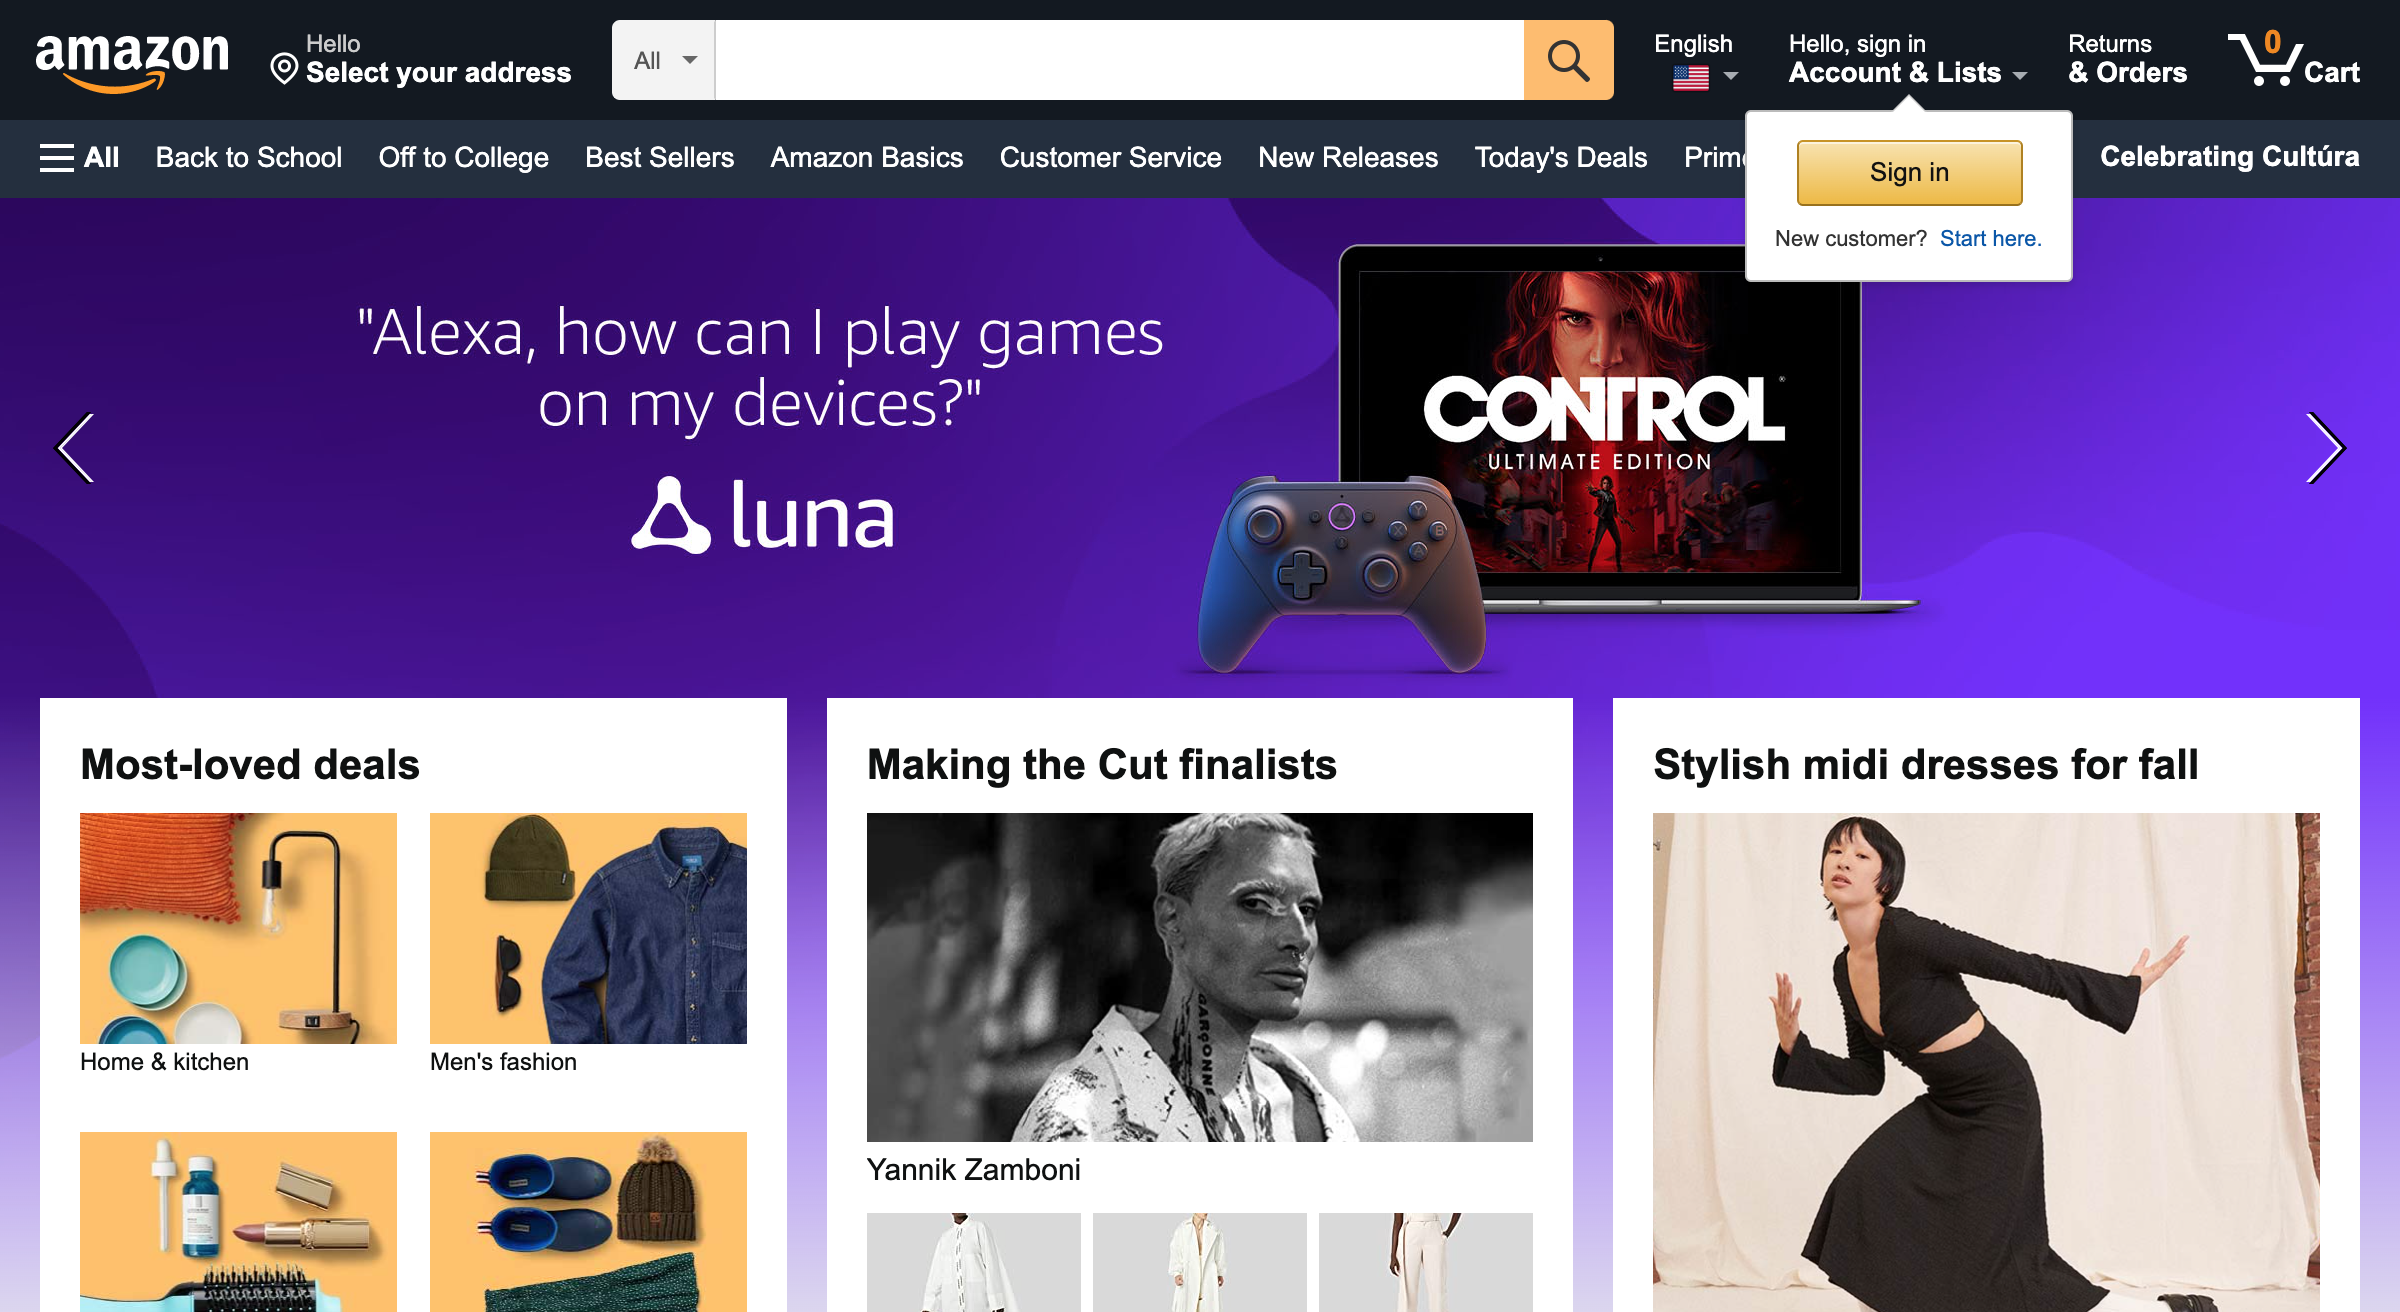 amazon
Hello
Select your address
All
English
Hello, sign in
Account & Lists
Returns
& Orders
0
Cart
All
Back to School
Off to College
Best Sellers
Amazon Basics
Customer Service
New Releases
Today's Deals
Celebrating Cultúra
Sign in
New customer? Start here.
"Alexa, how can I play games
on my devices?"
luna
CONTROL
ULTIMATE EDITION
Y
X
B
A
Most-loved deals
Making the Cut finalists
Stylish midi dresses for fall
GARÇONNE
Home & kitchen
Men's fashion
Yannik Zamboni